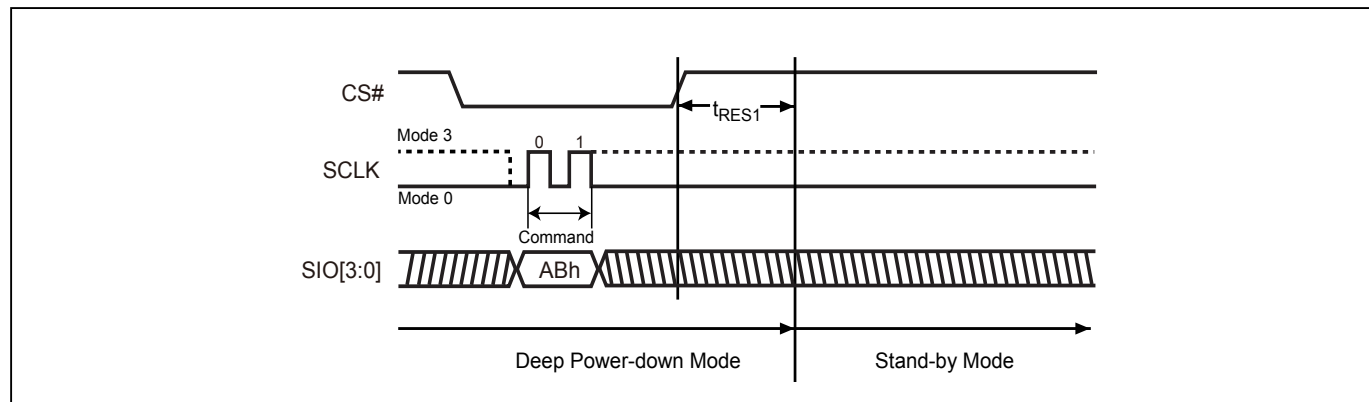 CS#
tRES1
Mode 3
0 1
SCLK
Mode 0
Command
SIO[3:0]
ABh
Deep Power-down Mode
Stand-by Mode